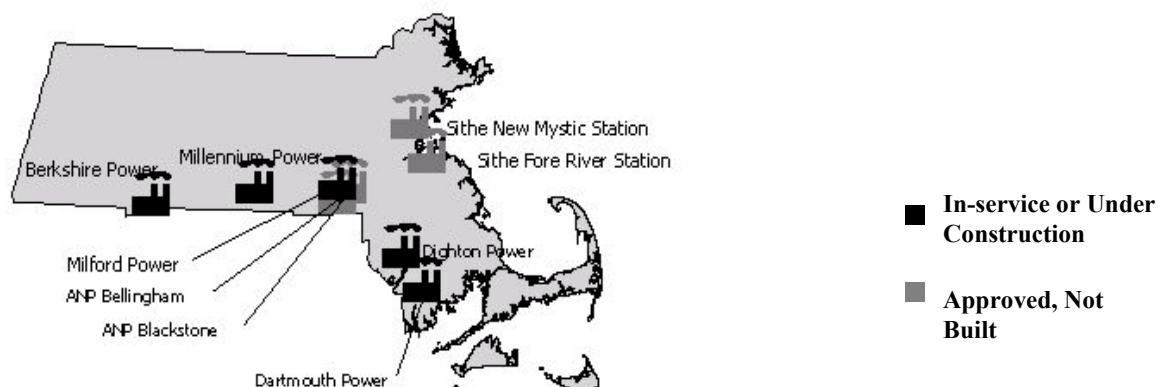 Sithe New Mystic Station
Sithe Fore River Station
Millennium Power
Berkshire Power
Dighton Power
Milford Power
ANP Bellingham
ANP Blackstone
Dartmouth Power
In-service or Under
Construction
Approved, Not
Built